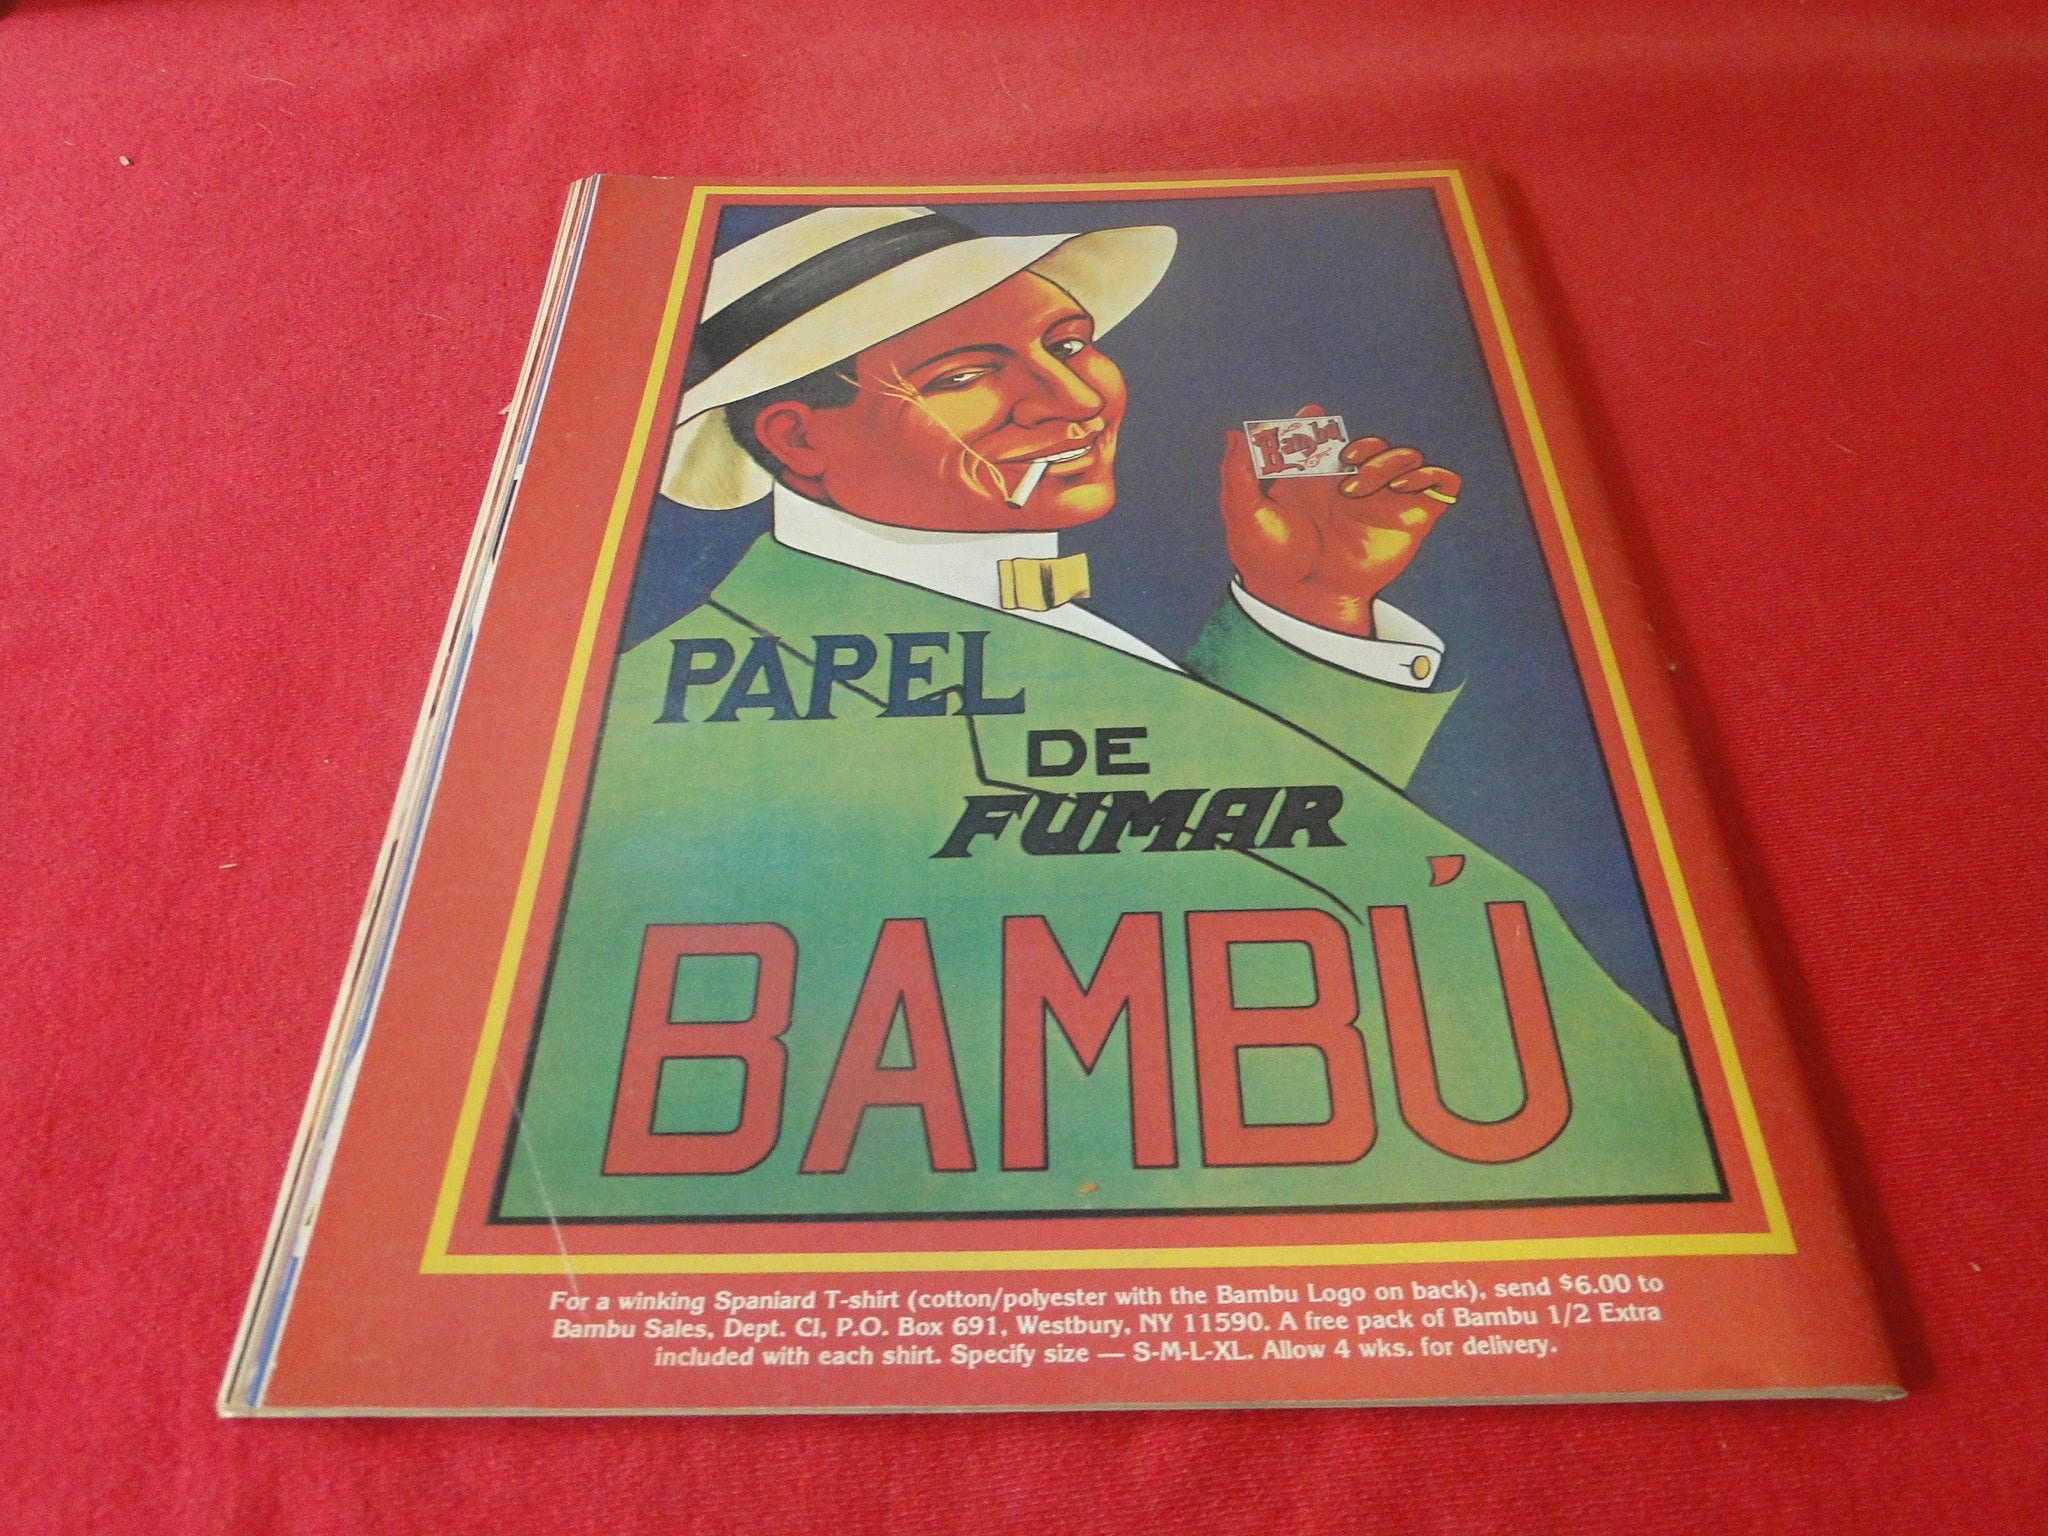 Bambu
PAPEL
DE
FUMAR
BAMBÚ
For a winking Spaniard T-shirt (cotton/polyester with the Bambu Logo on back), send $6.00 to
Bambu Sales, Dept. CI, P.O. Box 691, Westbury, NY 11590. A free pack of Bambu 1/2 Extra
included with each shirt. Specify size — S-M-L-XL. Allow 4 wks. for delivery.